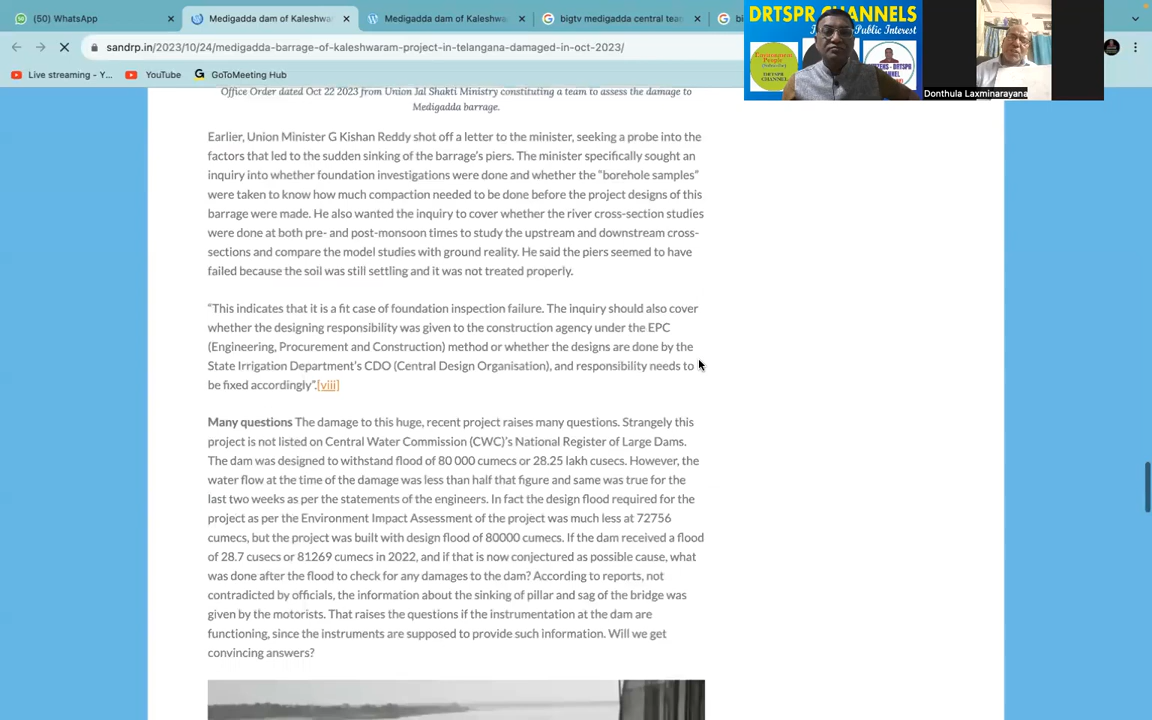 (50) WhatsApp
Medigadda dam of Kaleshwa
Medigadda dam of Kaleshwa
bigtv medigadda central team
sandrp.in/2023/10/24/medigadda-barrage-of-kaleshwaram-project-in-telangana-damaged-in-oct-2023/
Live streaming - Y...
YouTube
GoToMeeting Hub
DRTSPR CHANNELS
Public Interest
DRTSPR
CHANNEL
Donthula Laxminarayana
Office Order dated Oct 22 2023 from Union Jal Shakti Ministry constituting a team to assess the damage to
Medigadda barrage.
Earlier, Union Minister G Kishan Reddy shot off a letter to the minister, seeking a probe into the
factors that led to the sudden sinking of the barrage's piers. The minister specifically sought an
inquiry into whether foundation investigations were done and whether the "borehole samples"
were taken to know how much compaction needed to be done before the project designs of this
barrage were made. He also wanted the inquiry to cover whether the river cross-section studies
were done at both pre- and post-monsoon times to study the upstream and downstream cross-
sections and compare the model studies with ground reality. He said the piers seemed to have
failed because the soil was still settling and it was not treated properly.
"This indicates that it is a fit case of foundation inspection failure. The inquiry should also cover
whether the designing responsibility was given to the construction agency under the EPC
(Engineering, Procurement and Construction) method or whether the designs are done by the
State Irrigation Department's CDO (Central Design Organisation), and responsibility needs to
be fixed accordingly".[viii]
Many questions The damage to this huge, recent project raises many questions. Strangely this
project is not listed on Central Water Commission (CWC)'s National Register of Large Dams.
The dam was designed to withstand flood of 80 000 cumecs or 28.25 lakh cusecs. However, the
water flow at the time of the damage was less than half that figure and same was true for the
last two weeks as per the statements of the engineers. In fact the design flood required for the
project as per the Environment Impact Assessment of the project was much less at 72756
cumecs, but the project was built with design flood of 80000 cumecs. If the dam received a flood
of 28.7 cusecs or 81269 cumecs in 2022, and if that is now conjectured as possible cause, what
was done after the flood to check for any damages to the dam? According to reports, not
contradicted by officials, the information about the sinking of pillar and sag of the bridge was
given by the motorists. That raises the questions if the instrumentation at the dam are
functioning, since the instruments are supposed to provide such information. Will we get
convincing answers?